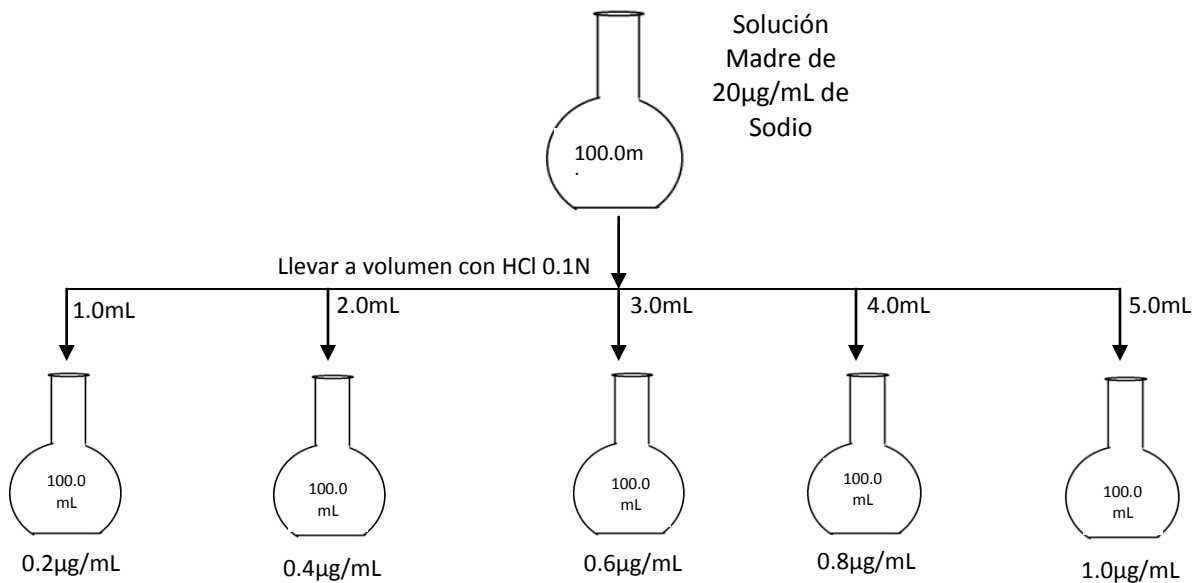 Solución
Madre de
20µg/mL de
Sodio
100.0m
.
Llevar a volumen con HCl 0.1N
1.0mL
2.0mL
3.0mL
4.0mL
5.0mL
100.0
mL
100.0
mL
100.0
mL
100.0
mL
100.0
mL
0.2µg/mL
0.4µg/mL
0.6µg/mL
0.8µg/mL
1.0µg/mL